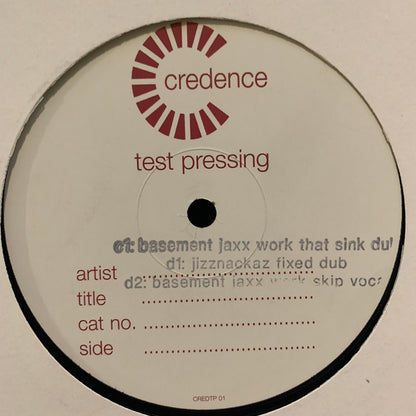 credence
test pressing
basement jaxx work that sink dub
d1: jizznackaz fixed dub
artist
d2: basement jaxx work skip voca
title
cat no.
side
CREDTP 01